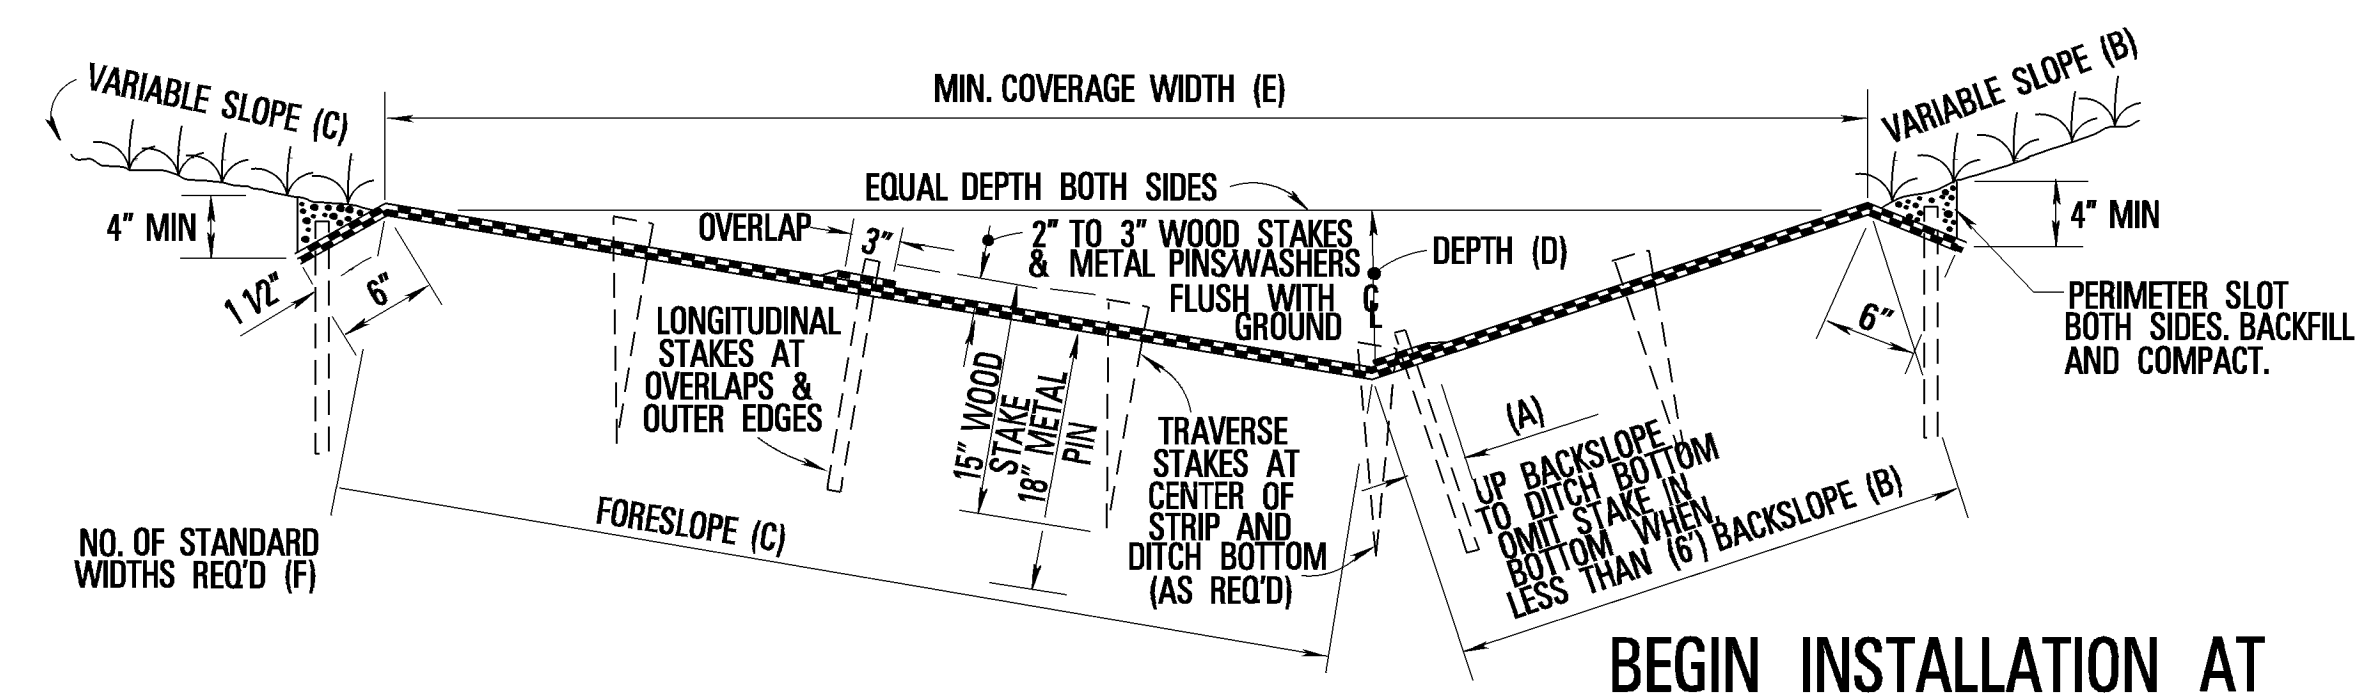 VARIABLE SLOPE (C)
MIN. COVERAGE WIDTH (E)
VARIABLE SLOPE (B)
EQUAL DEPTH BOTH SIDES
4" MIN
OVERLAP
3"
2" TO 3" WOOD STAKES
& METAL PINS/WASHERS
FLUSH WITH
GROUND
CL
DEPTH (D)
4" MIN
1 1/2"
6"
6"
PERIMETER SLOT
BOTH SIDES. BACKFILL
AND COMPACT.
LONGITUDINAL
STAKES AT
OVERLAPS &
OUTER EDGES
15" WOOD
STAKE
18" METAL
PIN
TRAVERSE
STAKES AT
CENTER OF
STRIP AND
DITCH BOTTOM
(AS REQ'D)
(A)
UP BACKSLOPE
TO DITCH BOTTOM
OMIT STAKE IN
BOTTOM WHEN,
LESS THAN (6')
BACKSLOPE (B)
FORESLOPE (C)
NO. OF STANDARD
WIDTHS REQ'D (F)
BEGIN INSTALLATION AT